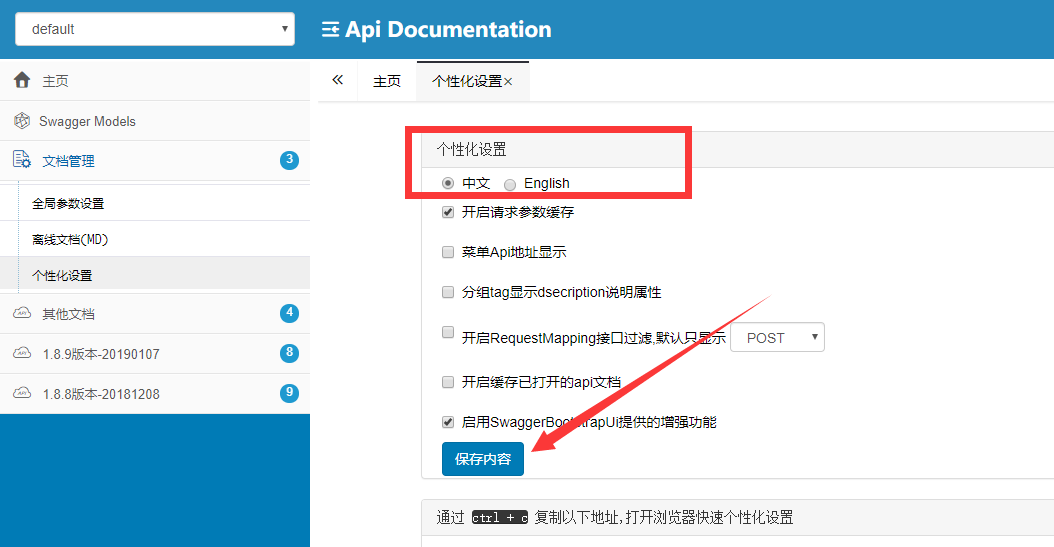 default
Api Documentation
主页
Swagger Models
文档管理 3
全局参数设置
离线文档(MD)
个性化设置
其他文档 4
1.8.9版本-20190107 8
1.8.8版本-20181208 9
主页 个性化设置×
个性化设置
中文 English
开启请求参数缓存
菜单Api地址显示
分组tag显示dsecription说明属性
开启RequestMapping接口过滤,默认只显示 POST
开启缓存已打开的api文档
启用SwaggerBootstrapUi提供的增强功能
保存内容
通过 ctrl + c 复制以下地址,打开浏览器快速个性化设置